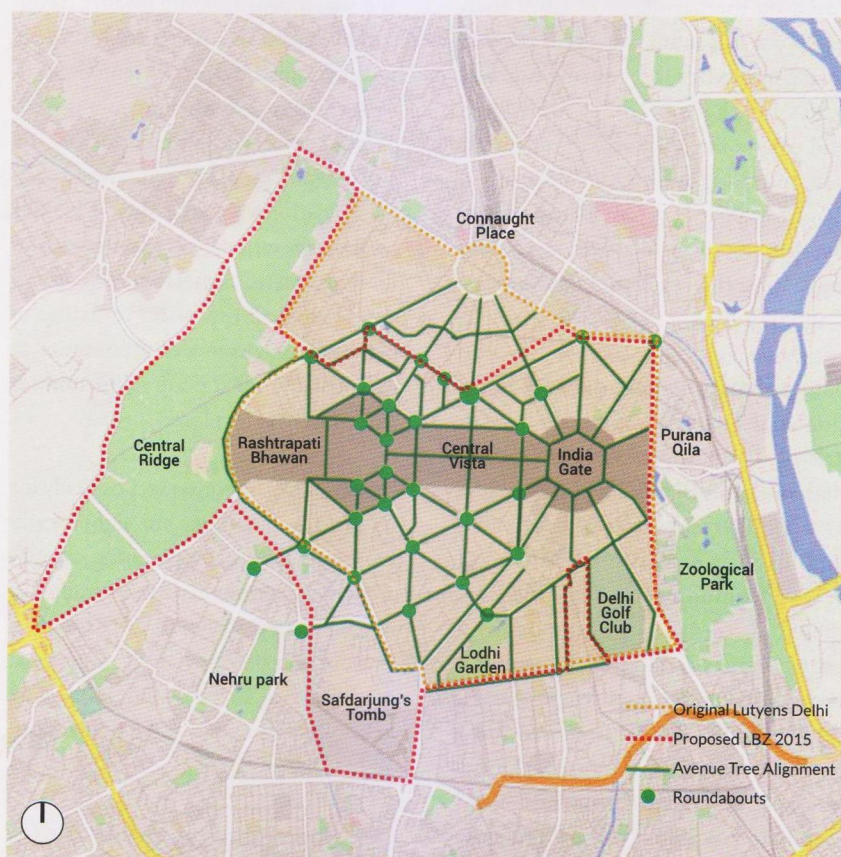 Connaught
Place
Central
Ridge
Rashtrapati
Bhawan
Central
Vista
India
Gate
Purana
Qila
Zoological
Park
Delhi
Golf
Club
Lodhi
Garden
Nehru park
Safdarjung's
Tomb
Original Lutyens Delhi
Proposed LBZ 2015
Avenue Tree Alignment
Roundabouts